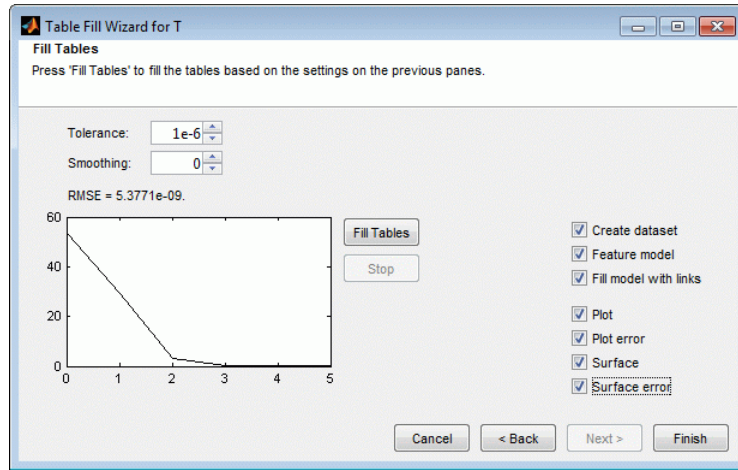 Table Fill Wizard for T
Fill Tables
Press 'Fill Tables' to fill the tables based on the settings on the previous panes.
Tolerance: 1e-6
Smoothing: 0
RMSE = 5.3771e-09.
60
40
20
0
0 1 2 3 4 5
Fill Tables
Stop
Create dataset
Feature model
Fill model with links
Plot
Plot error
Surface
Surface error
Cancel < Back Next > Finish